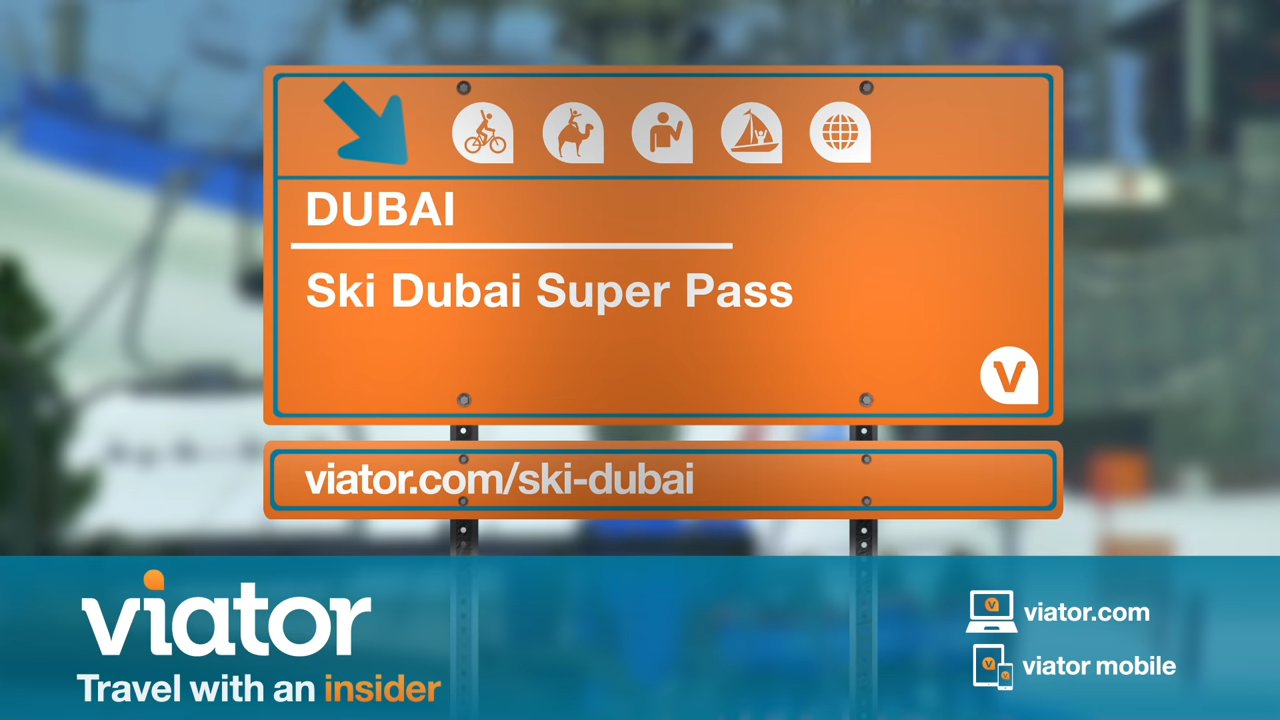 DUBAI
Ski Dubai Super Pass
v
viator.com/ski-dubai
viator
Travel with an insider
viator.com
viator mobile